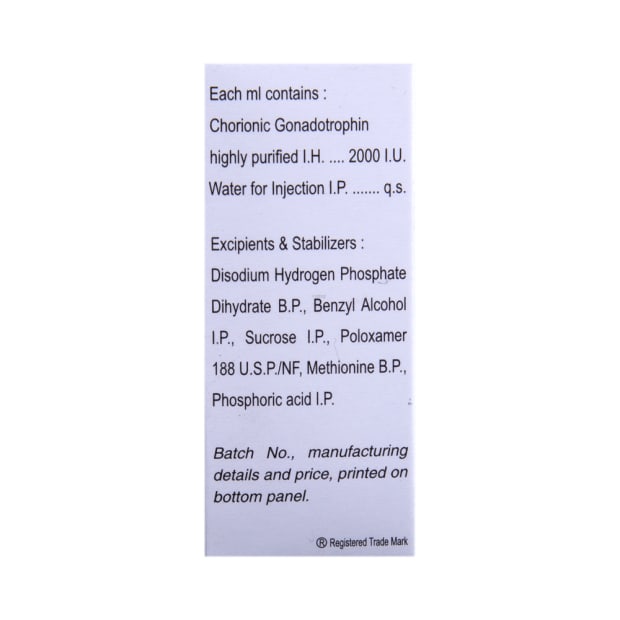 Each ml contains :
Chorionic Gonadotrophin
highly purified I.H. .... 2000 I.U.
Water for Injection I.P. ....... q.s.
Excipients & Stabilizers :
Disodium Hydrogen Phosphate
Dihydrate B.P., Benzyl Alcohol
I.P., Sucrose I.P., Poloxamer
188 U.S.P./NF, Methionine B.P.,
Phosphoric acid I.P.
Batch No., manufacturing
details and price, printed on
bottom panel.
® Registered Trade Mark